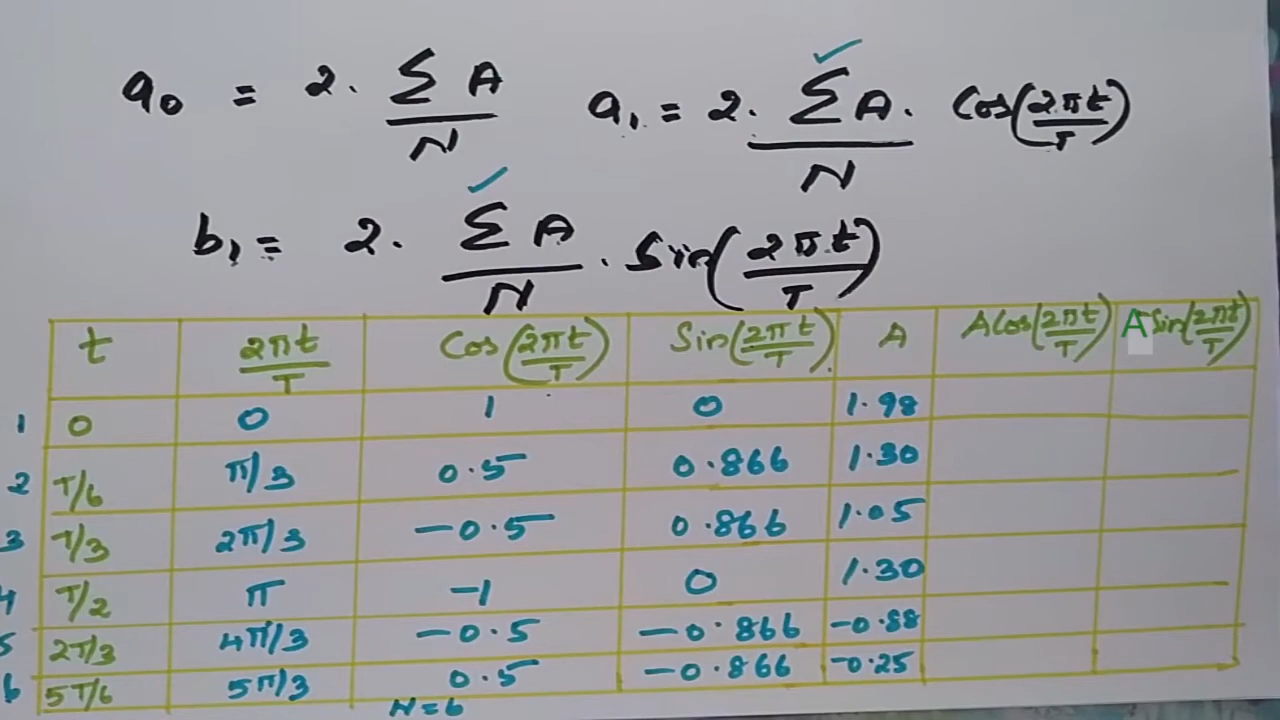 a₀ = 2. ΣA/N a₁ = 2. ΣA. cos(2πt/T)/N
b₁ = 2. ΣA/N . Sin(2πt/T)
t 2πt/T Cos(2πt/T) Sin(2πt/T) A ACos(2πt/T) A Sin(2πt/T)
1 0 0 1 0 1.98
2 T/6 π/3 0.5 0.866 1.30
3 T/3 2π/3 -0.5 0.866 1.05
4 T/2 π -1 0 1.30
5 2T/3 4π/3 -0.5 -0.866 -0.88
6 5T/6 5π/3 0.5 -0.866 -0.25
N=6